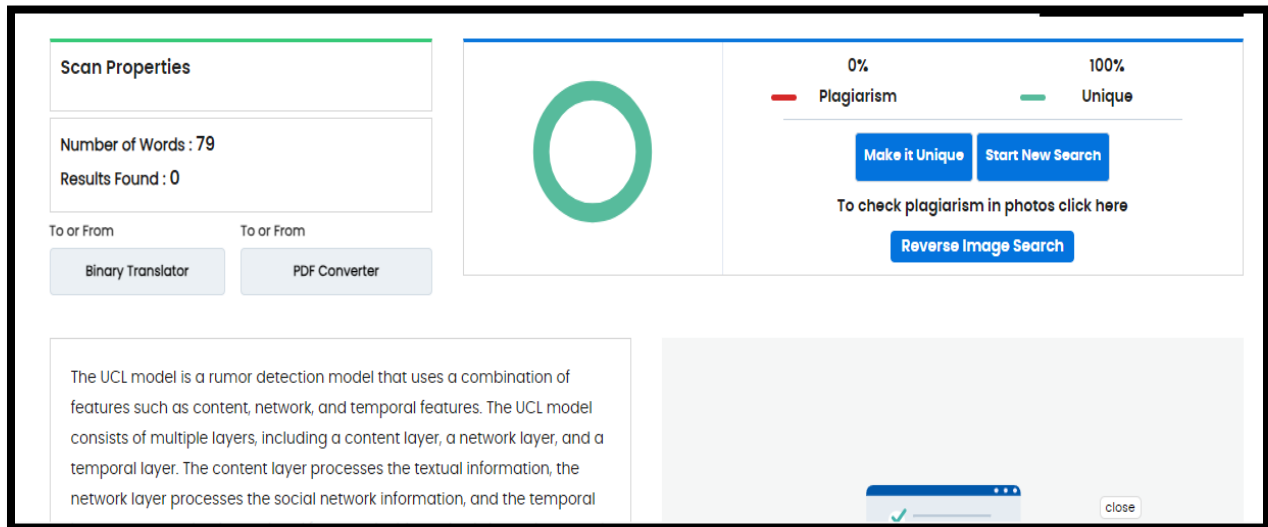 Scan Properties
Number of Words : 79
Results Found : 0
To or From
To or From
Binary Translator
PDF Converter
0%
100%
Plagiarism
Unique
Make it Unique
Start New Search
To check plagiarism in photos click here
Reverse Image Search
The UCL model is a rumor detection model that uses a combination of
features such as content, network, and temporal features. The UCL model
consists of multiple layers, including a content layer, a network layer, and a
temporal layer. The content layer processes the textual information, the
network layer processes the social network information, and the temporal
close